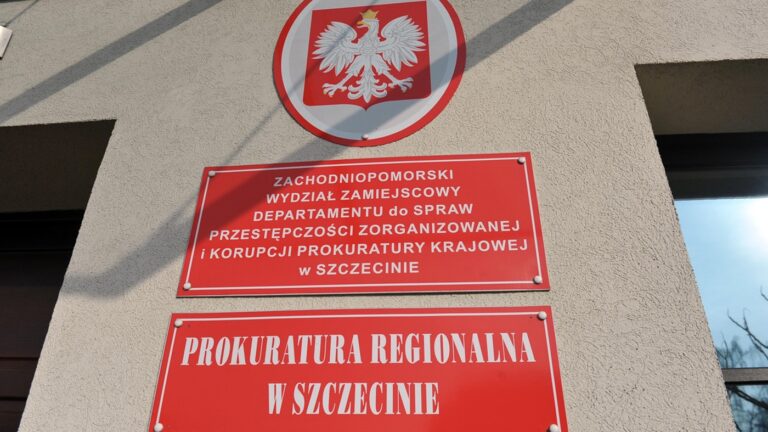 ZACHODNIOPOMORSKI
WYDZIAŁ ZAMIEJSCOWY
DEPARTAMENTU do SPRAW
PRZESTĘPCZOŚCI ZORGANIZOWANEJ
i KORUPCJI PROKURATURY KRAJOWEJ
w SZCZECINIE
PROKURATURA REGIONALNA
W SZCZECINIE